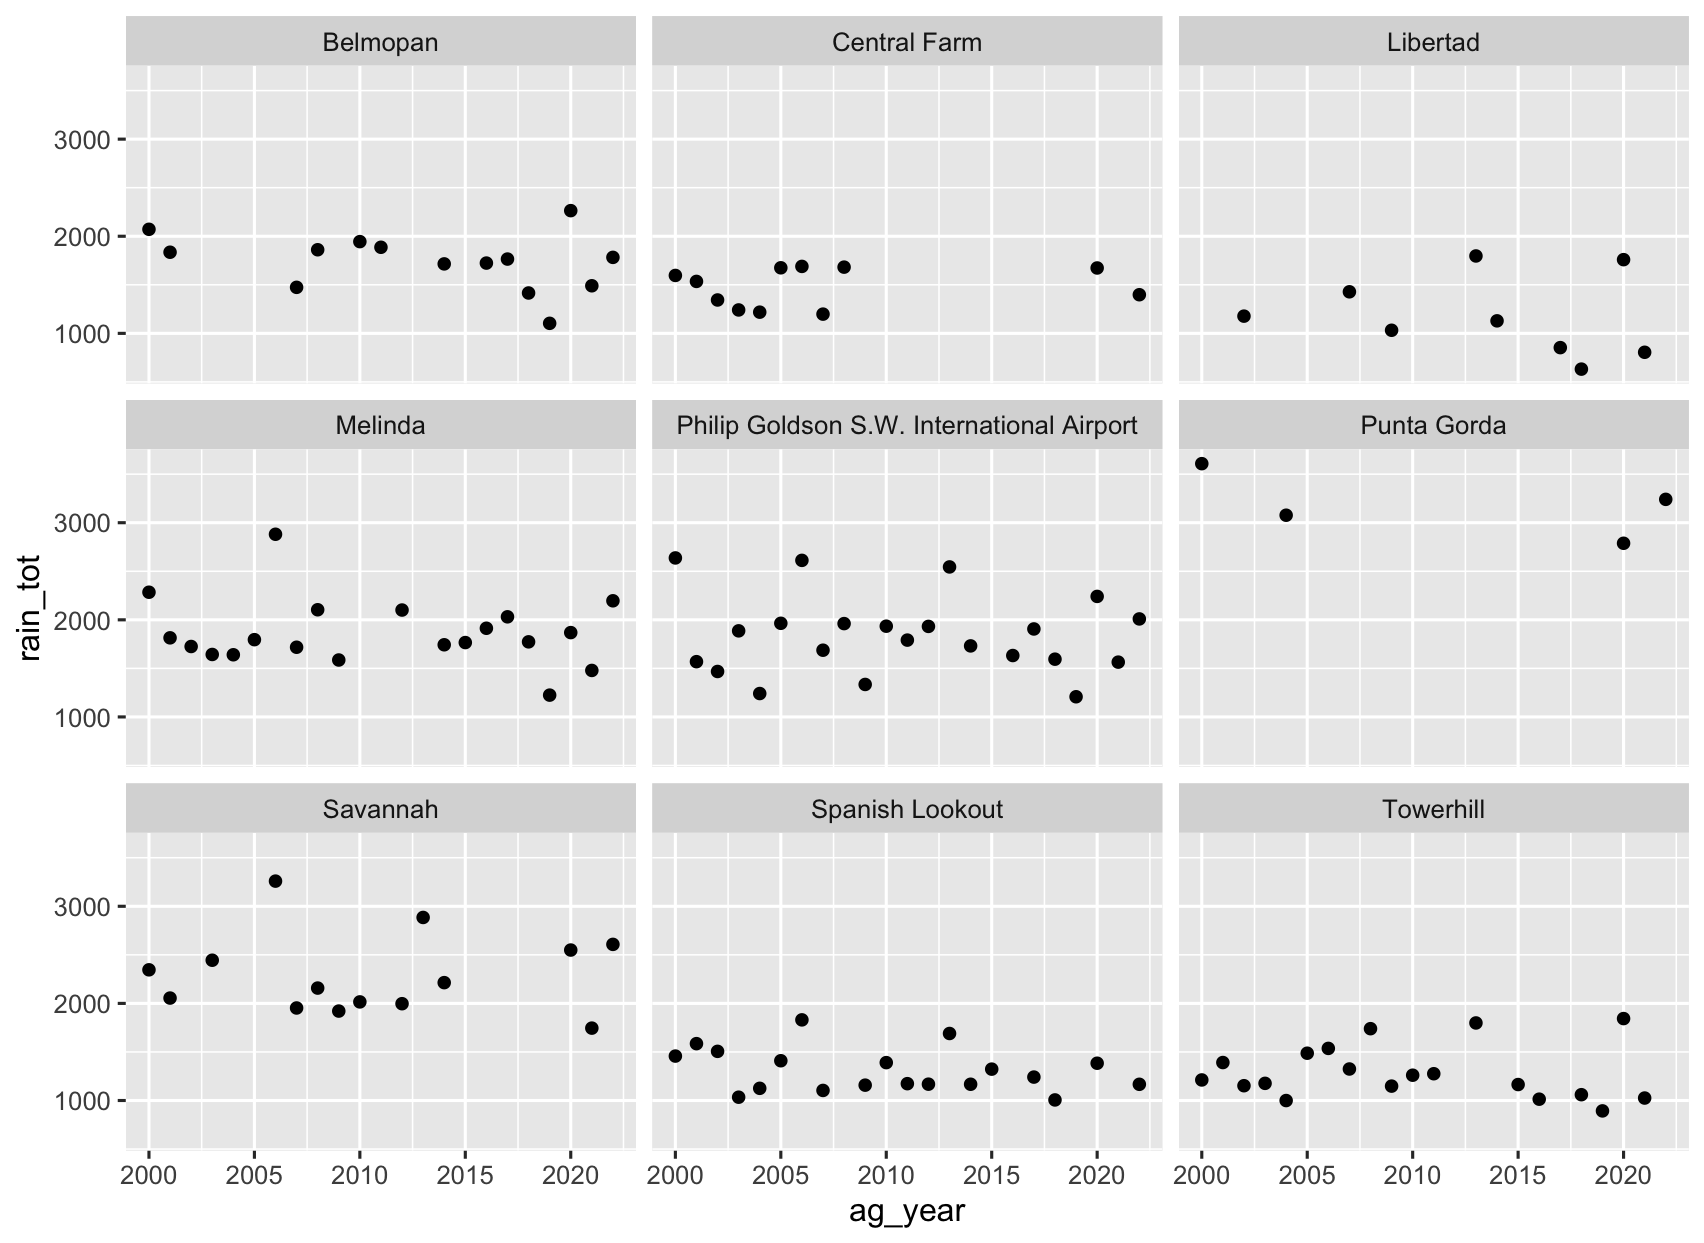 Belmopan
Central Farm
Libertad
3000
2000
1000
Melinda
Philip Goldson S.W. International Airport
Punta Gorda
3000
2000
1000
rain_tot
Savannah
Spanish Lookout
Towerhill
3000
2000
1000
2000 2005 2010 2015 2020
2000 2005 2010 2015 2020
2000 2005 2010 2015 2020
ag_year